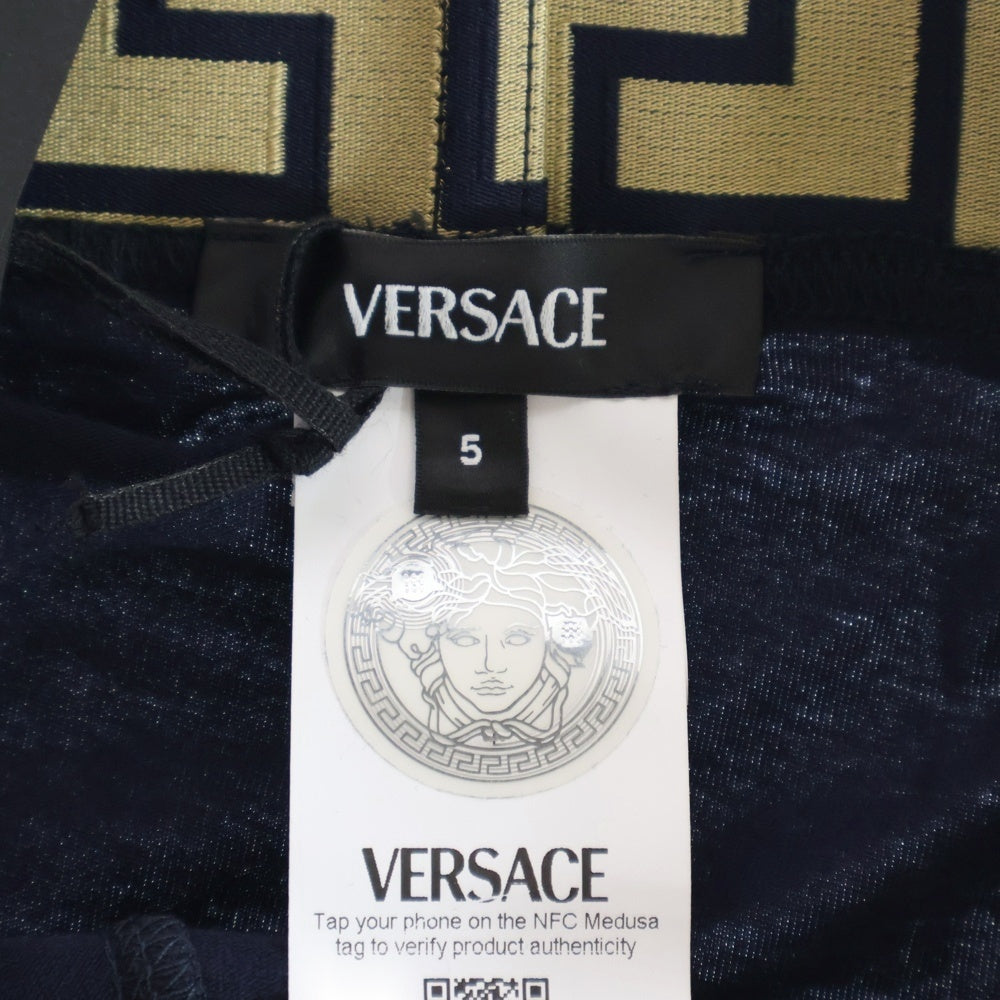 VERSACE
5
VERSACE
Tap your phone on the NFC Medusa
tag to verify product authenticity